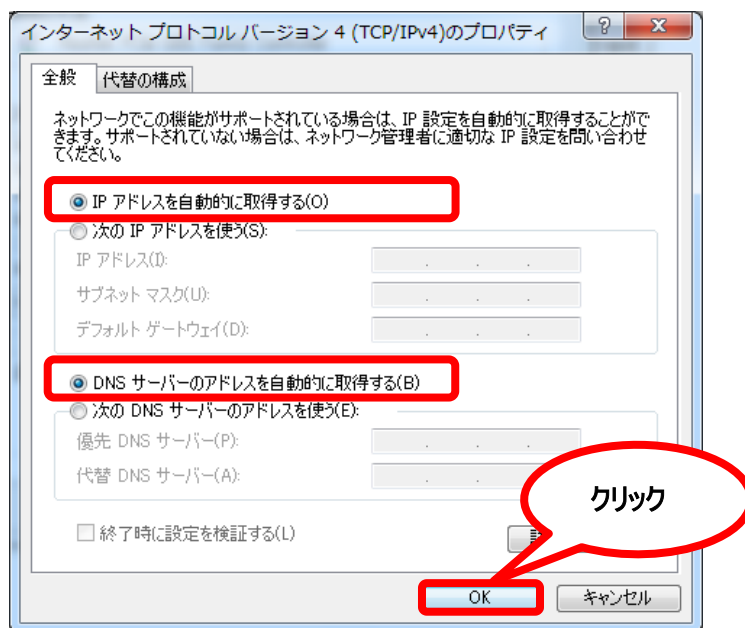 インターネット プロトコル バージョン 4 (TCP/IPv4)のプロパティ
? X
全般 代替の構成
ネットワークでこの機能がサポートされている場合は、IP 設定を自動的に取得することがで
きます。サポートされていない場合は、ネットワーク管理者に適切な IP 設定を問い合わせ
てください。
IP アドレスを自動的に取得する(O)
次の IP アドレスを使う(S):
IP アドレス(I):
サブネット マスク(U):
デフォルト ゲートウェイ(D):
DNS サーバーのアドレスを自動的に取得する(B)
次の DNS サーバーのアドレスを使う(E):
優先 DNS サーバー(P):
代替 DNS サーバー(A):
クリック
終了時に設定を検証する(L)
OK キャンセル